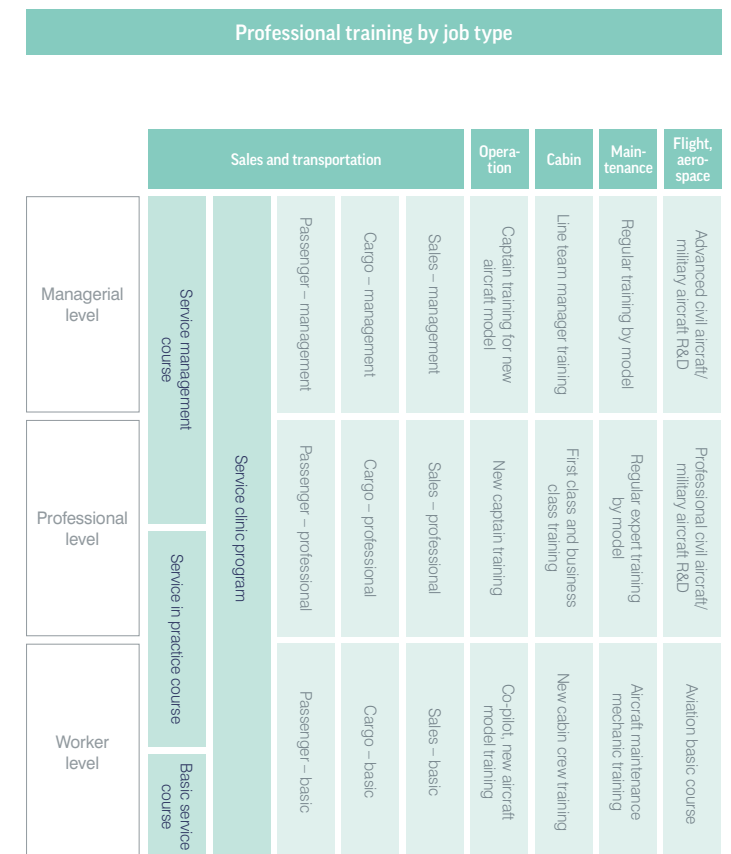 Professional training by job type
Sales and transportation
Opera-
tion
Cabin
Main-
tenance
Flight,
aero-
space
Managerial
level
Service management
course
Service clinic program
Passenger – management
Cargo – management
Sales – management
Captain training for new
aircraft model
Line team manager training
Regular training by model
Advanced civil aircraft/
military aircraft R&D
Professional
level
Service in practice course
Passenger – professional
Cargo – professional
Sales – professional
New captain training
First class and business
class training
Regular expert training
by model
Professional civil aircraft/
military aircraft R&D
Worker
level
Basic service
course
Passenger – basic
Cargo – basic
Sales – basic
Co-pilot, new aircraft
model training
New cabin crew training
Aircraft maintenance
mechanic training
Aviation basic course